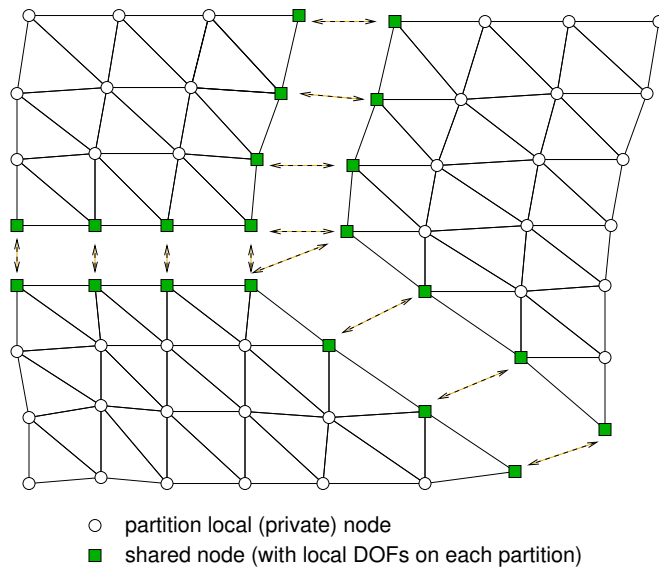 partition local (private) node
shared node (with local DOFs on each partition)